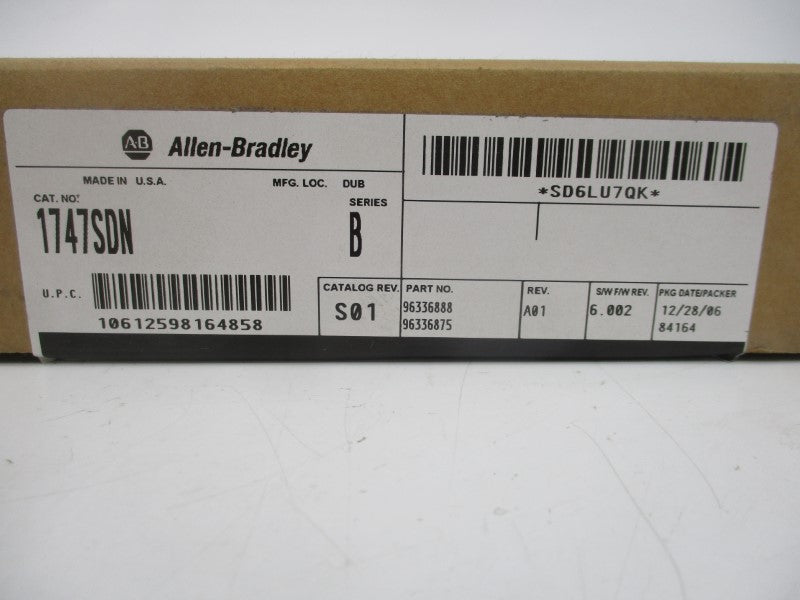 A·B Allen-Bradley
MADE IN U.S.A. MFG. LOC. DUB
CAT. NO. SERIES
1747SDN B
U.P.C.
10612598164858
*SD6LU7QK*
CATALOG REV.
S01
PART NO.
96336888
96336875
REV.
A01
S/W F/W REV.
6.002
PKG DATE/PACKER
12/28/06
84164